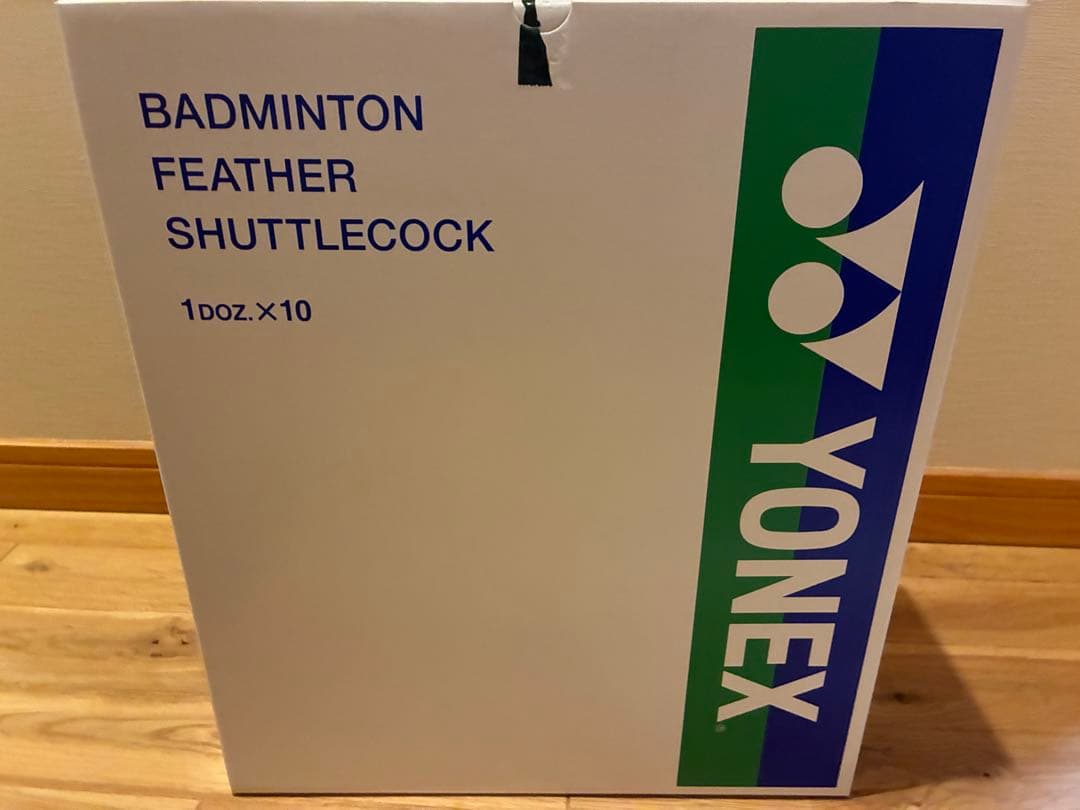 BADMINTON
FEATHER
SHUTTLECOCK
1DOZ.×10
YONEX®